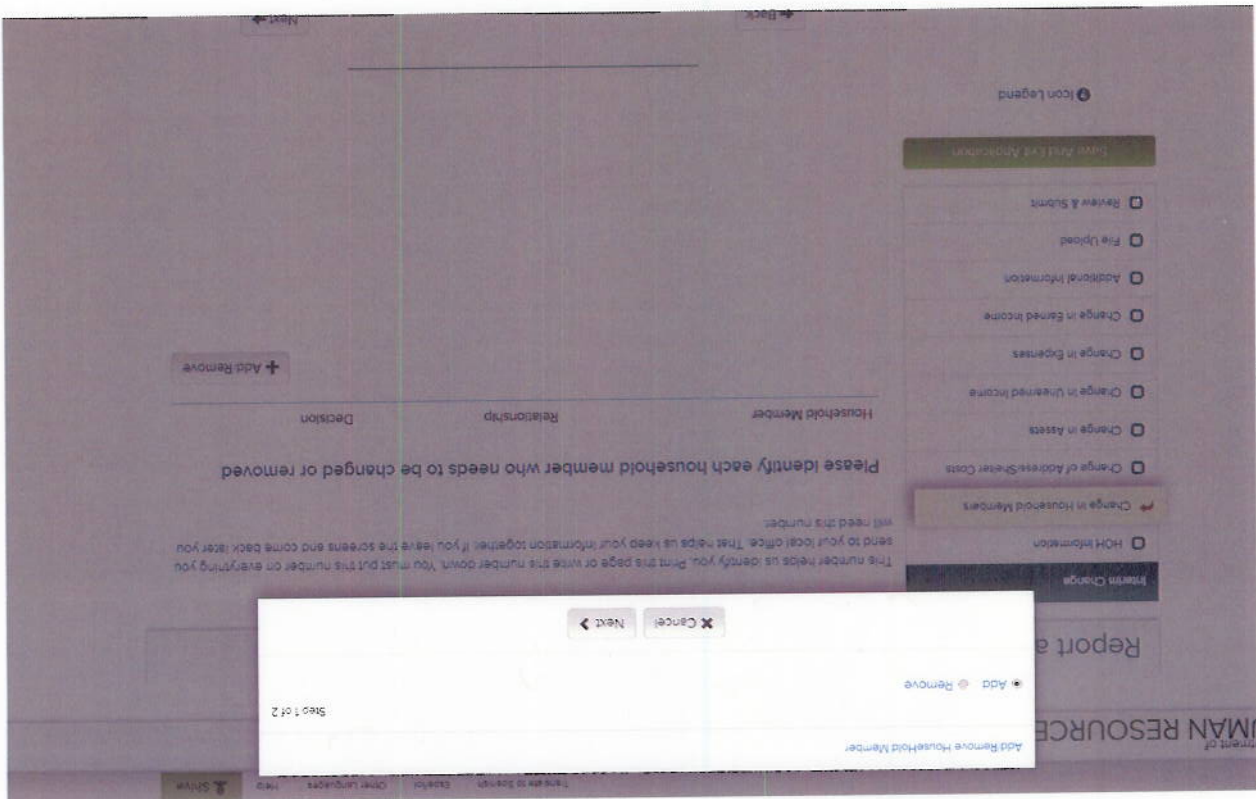 Translate to Spanish Español Other Languages Help Shiva
tment of
UMAN RESOURCE
Add Remove HouseHold Member
Step 1 of 2
Add Remove
Cancel Next
Report a
Interim Change
HOH Information
Change in Household Members
Change of Address/Shelter Costs
Change in Assets
Change in Unearned Income
Change in Expenses
Change in Earned Income
Additional Information
File Upload
Review & Submit
Save And Exit Application
Icon Legend
This number helps us identify you. Print this page or write this number down. You must put this number on everything you
send to your local office. That helps us keep your information together. If you leave the screens and come back later you
will need this number.
Please identify each household member who needs to be changed or removed
Household Member Relationship Decision
Add Remove
Back Next